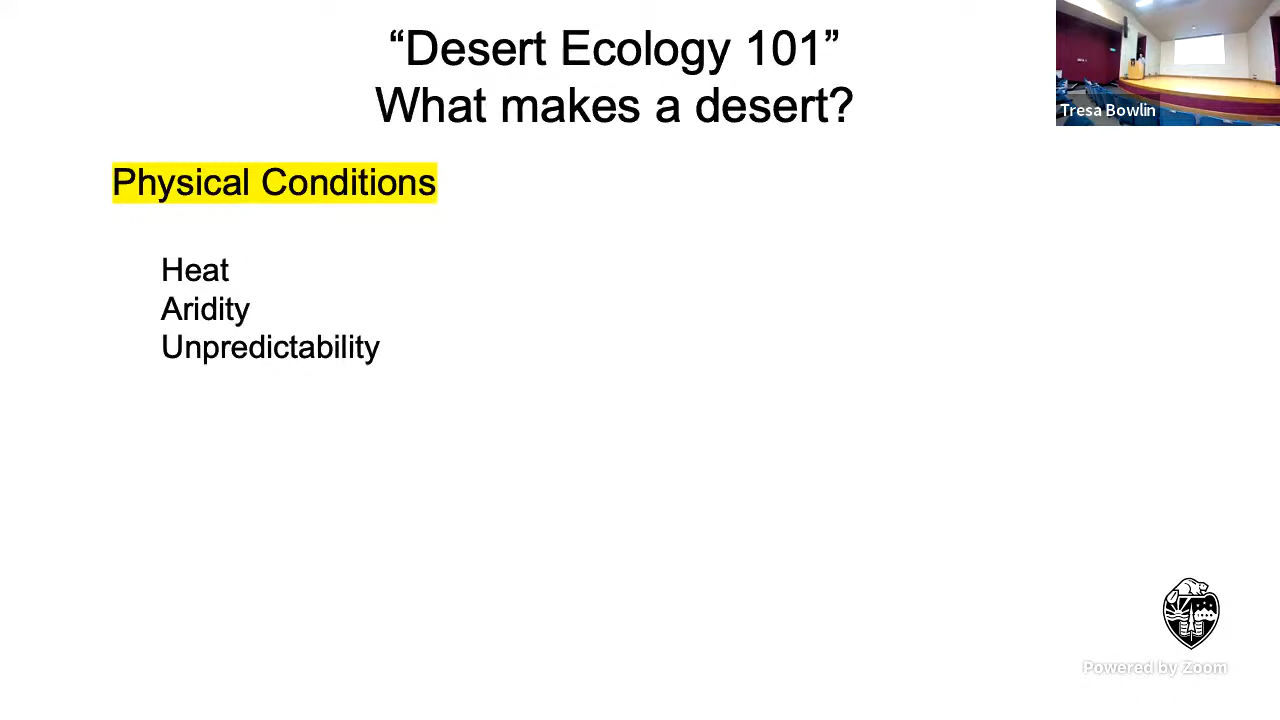 “Desert Ecology 101”
What makes a desert?
Tresa Bowlin
Physical Conditions
Heat
Aridity
Unpredictability
Powered by Zoom